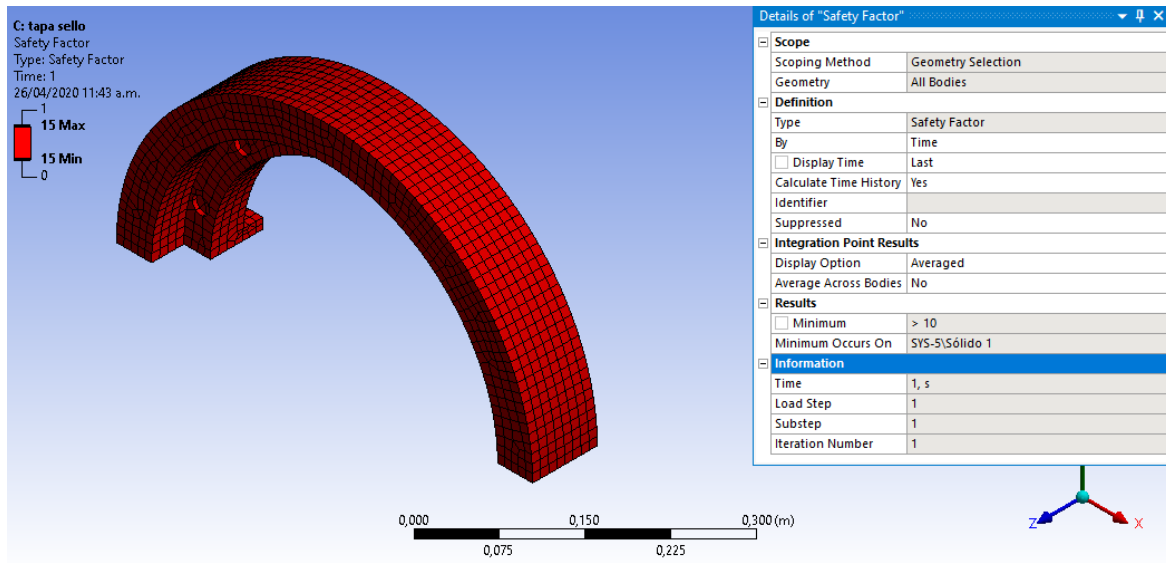 C: tapa sello
Safety Factor
Type: Safety Factor
Time: 1
26/04/2020 11:43 a.m.
1
15 Max
15 Min
0
Details of "Safety Factor"
Scope
Scoping Method Geometry Selection
Geometry All Bodies
Definition
Type Safety Factor
By Time
Display Time Last
Calculate Time History Yes
Identifier
Suppressed No
Integration Point Results
Display Option Averaged
Average Across Bodies No
Results
Minimum > 10
Minimum Occurs On SYS-5\Sólido 1
Information
Time 1, s
Load Step 1
Substep 1
Iteration Number 1
0,000 0,150 0,300 (m)
0,075 0,225
Z X